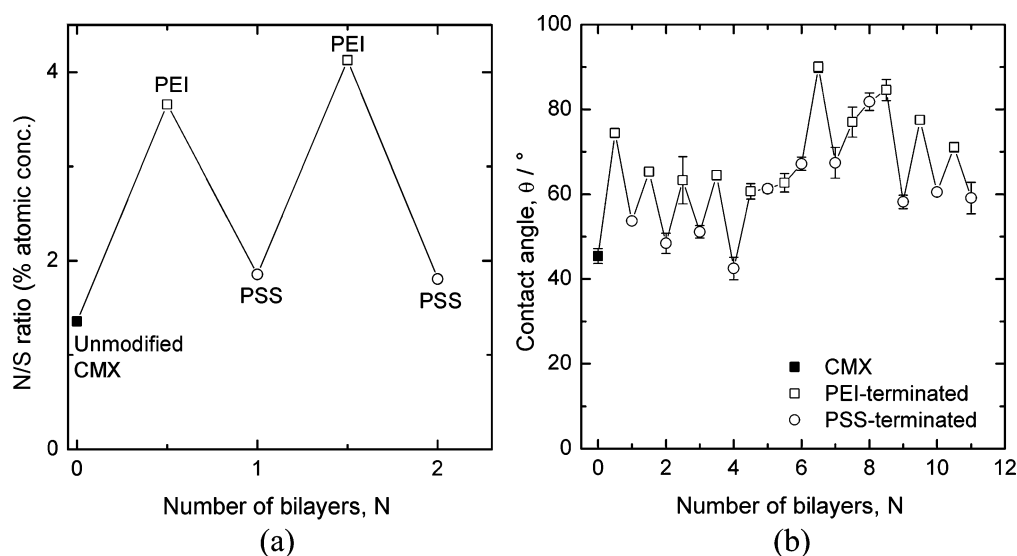 N/S ratio (% atomic conc.)
4
2
0
PEI
PEI
PSS
PSS
Unmodified
CMX
0 1 2
Number of bilayers, N
(a)
Contact angle, θ / °
100
80
60
40
20
0
CMX
PEI-terminated
PSS-terminated
0 2 4 6 8 10 12
Number of bilayers, N
(b)